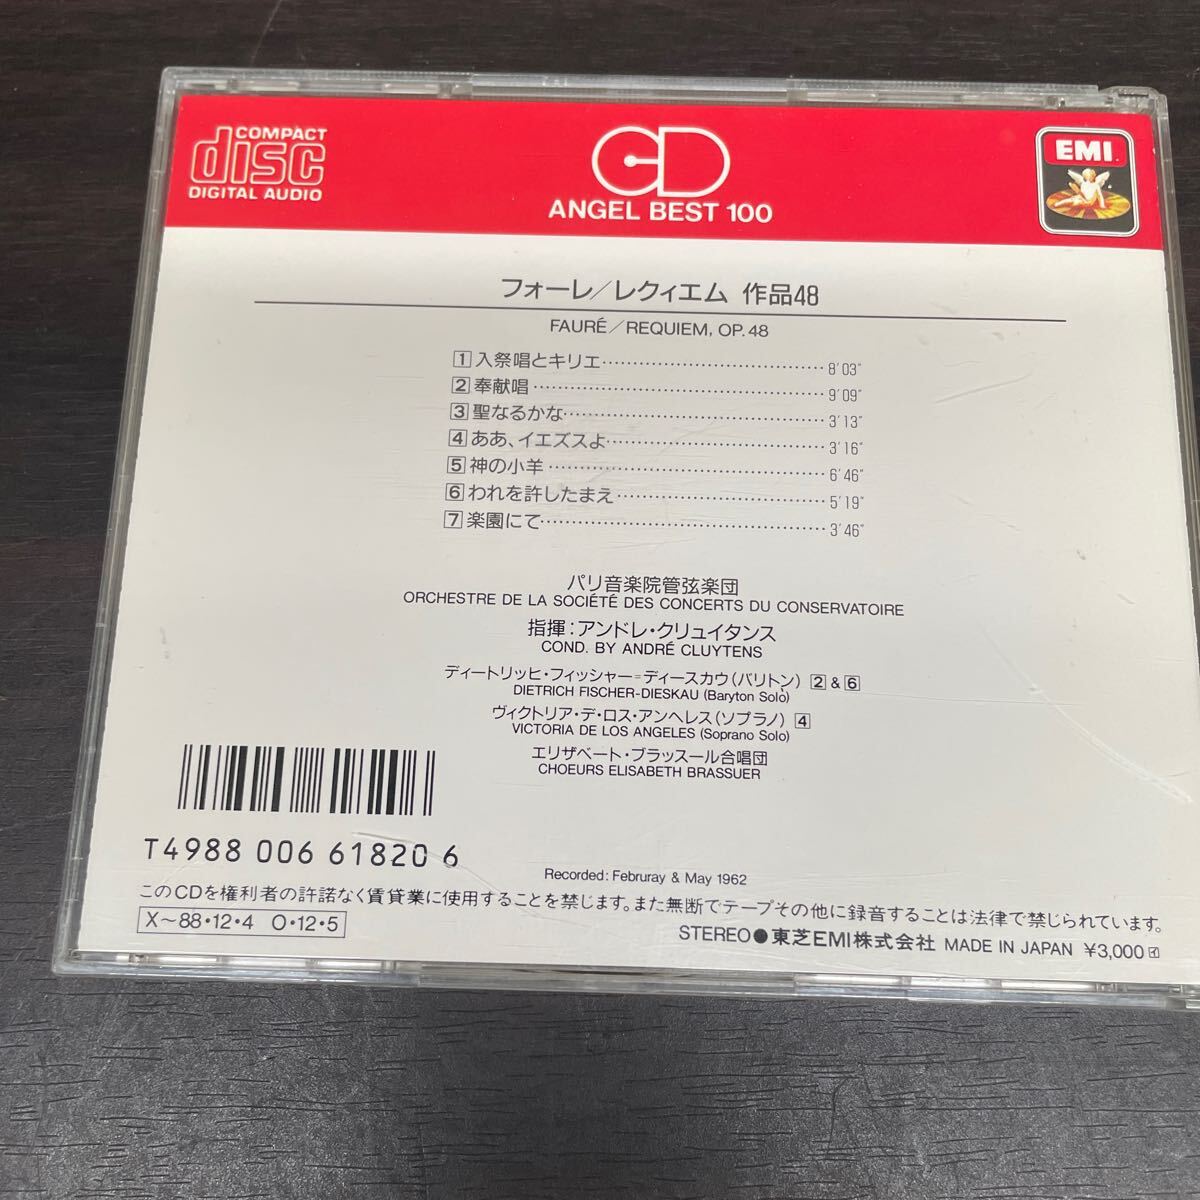 COMPACT
disc
DIGITAL AUDIO
CD
ANGEL BEST 100
EMI
フォーレ／レクィエム 作品48
FAURÉ／REQUIEM, OP. 48
1 入祭唱とキリエ………………………………8′03″
2 奉献唱………………………………9′09″
3 聖なるかな………………………………3′13″
4 ああ、イエズスよ………………………………3′16″
5 神の小羊………………………………6′46″
6 われを許したまえ………………………………5′19″
7 楽園にて………………………………3′46″
パリ音楽院管弦楽団
ORCHESTRE DE LA SOCIÉTÉ DES CONCERTS DU CONSERVATOIRE
指揮：アンドレ・クリュイタンス
COND. BY ANDRÉ CLUYTENS
ディートリッヒ・フィッシャー＝ディースカウ（バリトン） 2 & 6
DIETRICH FISCHER-DIESKAU (Baryton Solo)
ヴィクトリア・デ・ロス・アンヘレス（ソプラノ） 4
VICTORIA DE LOS ANGELES (Soprano Solo)
エリザベート・ブラッスール合唱団
CHOEURS ELISABETH BRASSUER
T4988 006 61820 6
Recorded: Februray & May 1962
このCDを権利者の許諾なく賃貸業に使用することを禁じます。また無断でテープその他に録音することは法律で禁じられています。
X～88・12・4 O・12・5
STEREO●東芝EMI株式会社 MADE IN JAPAN ¥3,000 イ